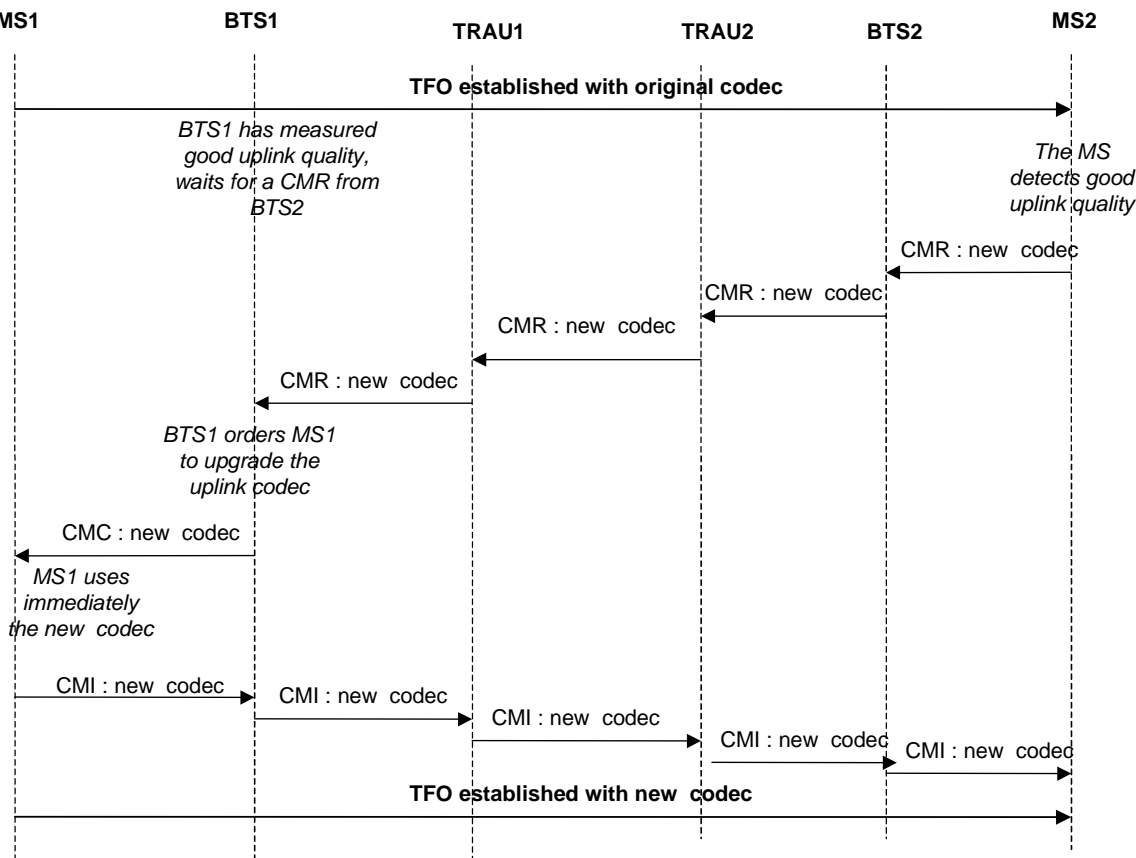 MS1
BTS1
TRAU1
TRAU2
BTS2
MS2
TFO established with original codec
BTS1 has measured
good uplink quality,
waits for a CMR from
BTS2
The MS
detects good
uplink quality
CMR : new codec
CMR : new codec
CMR : new codec
CMR : new codec
BTS1 orders MS1
to upgrade the
uplink codec
CMC : new codec
MS1 uses
immediately
the new codec
CMI : new codec
CMI : new codec
CMI : new codec
CMI : new codec
CMI : new codec
TFO established with new codec